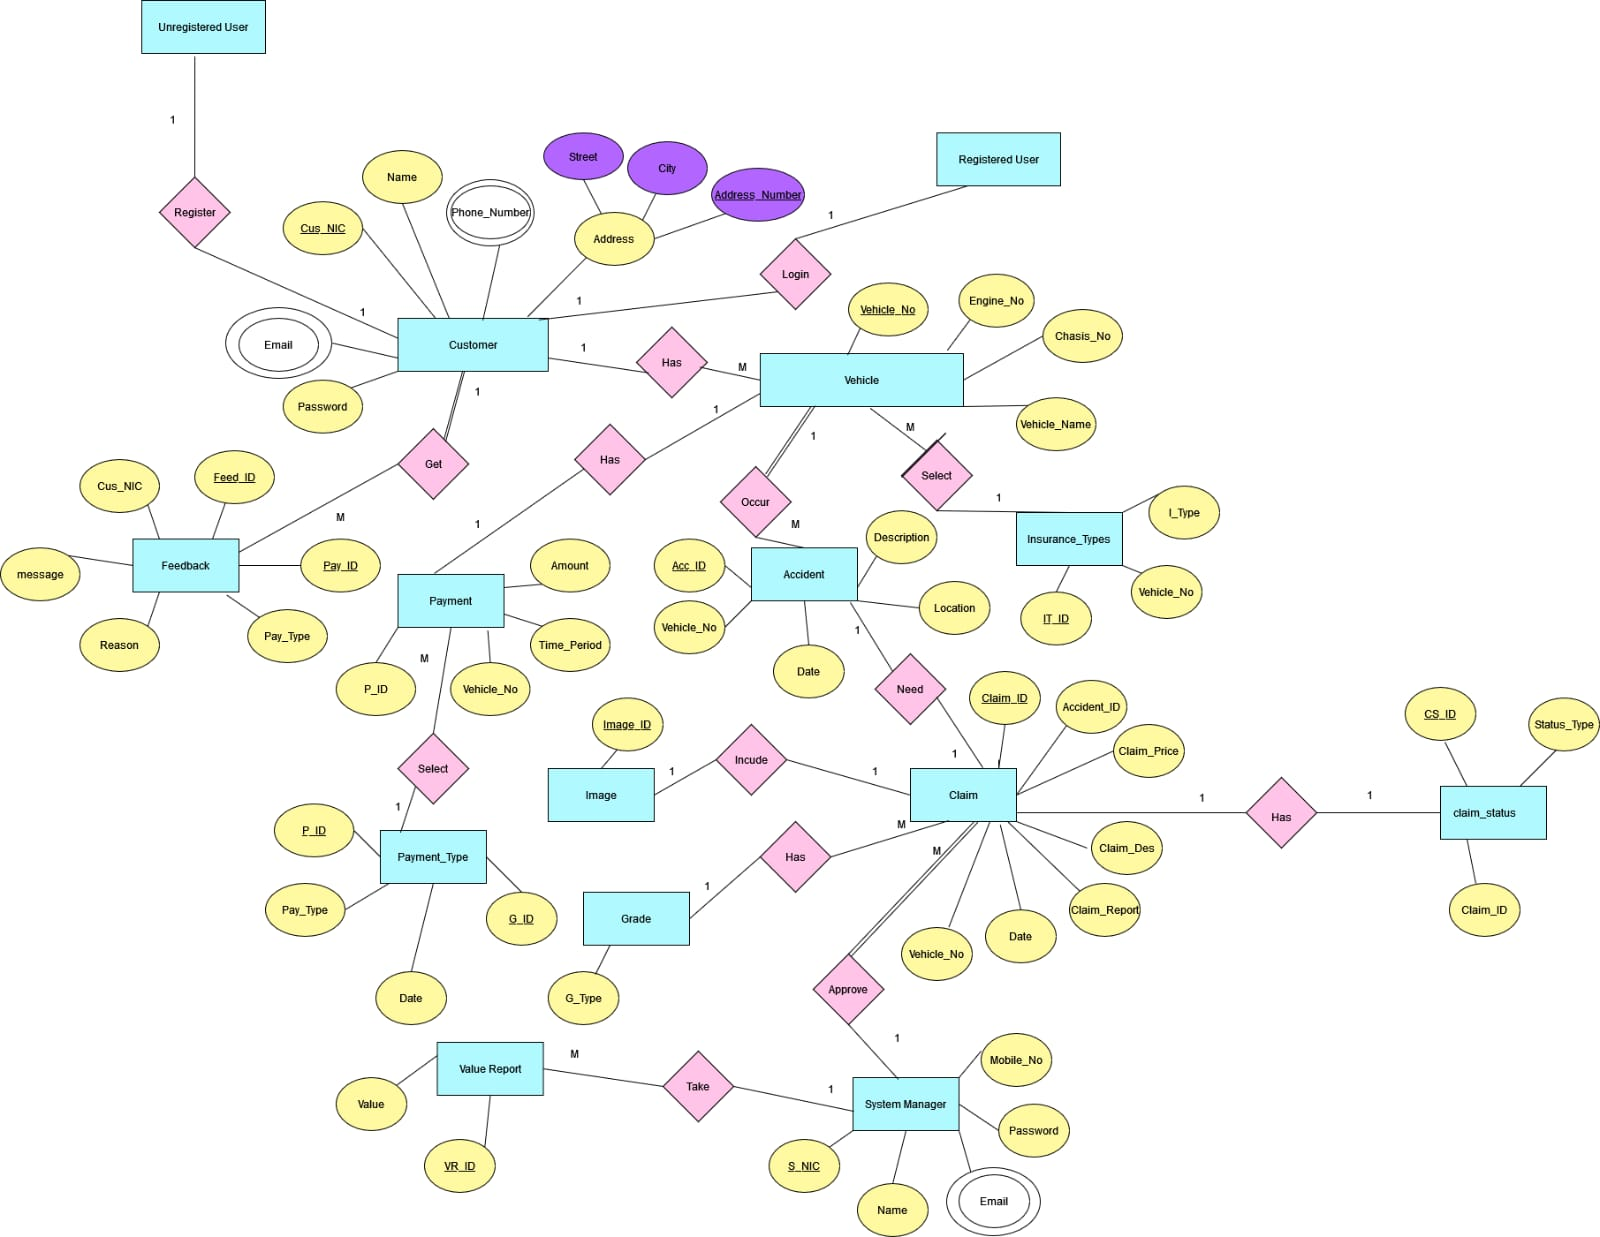 Unregistered User
1
Register
1
Name
Cus_NIC
Phone_Number
Street
City
Address_Number
Address
Registered User
1
Login
1
Email
Customer
Password
1
Has
M
Vehicle_No
Engine_No
Chasis_No
Vehicle
Vehicle_Name
1
Get
M
Cus_NIC
Feed_ID
message
Feedback
Pay_ID
Reason
Pay_Type
1
Has
1
Amount
Payment
Time_Period
P_ID
Vehicle_No
M
Select
1
P_ID
Payment_Type
Pay_Type
G_ID
Date
1
Occur
M
Description
Acc_ID
Accident
Location
Vehicle_No
Date
M
Select
1
I_Type
Insurance_Types
Vehicle_No
IT_ID
1
Need
1
Claim_ID
Accident_ID
Claim_Price
Claim
Claim_Des
Claim_Report
Date
Vehicle_No
Image_ID
Image
1
Incude
1
Grade
1
Has
M
G_Type
1
Has
1
CS_ID
Status_Type
claim_status
Claim_ID
M
Approve
1
Value Report
M
Take
1
Value
VR_ID
System Manager
Mobile_No
Password
S_NIC
Name
Email